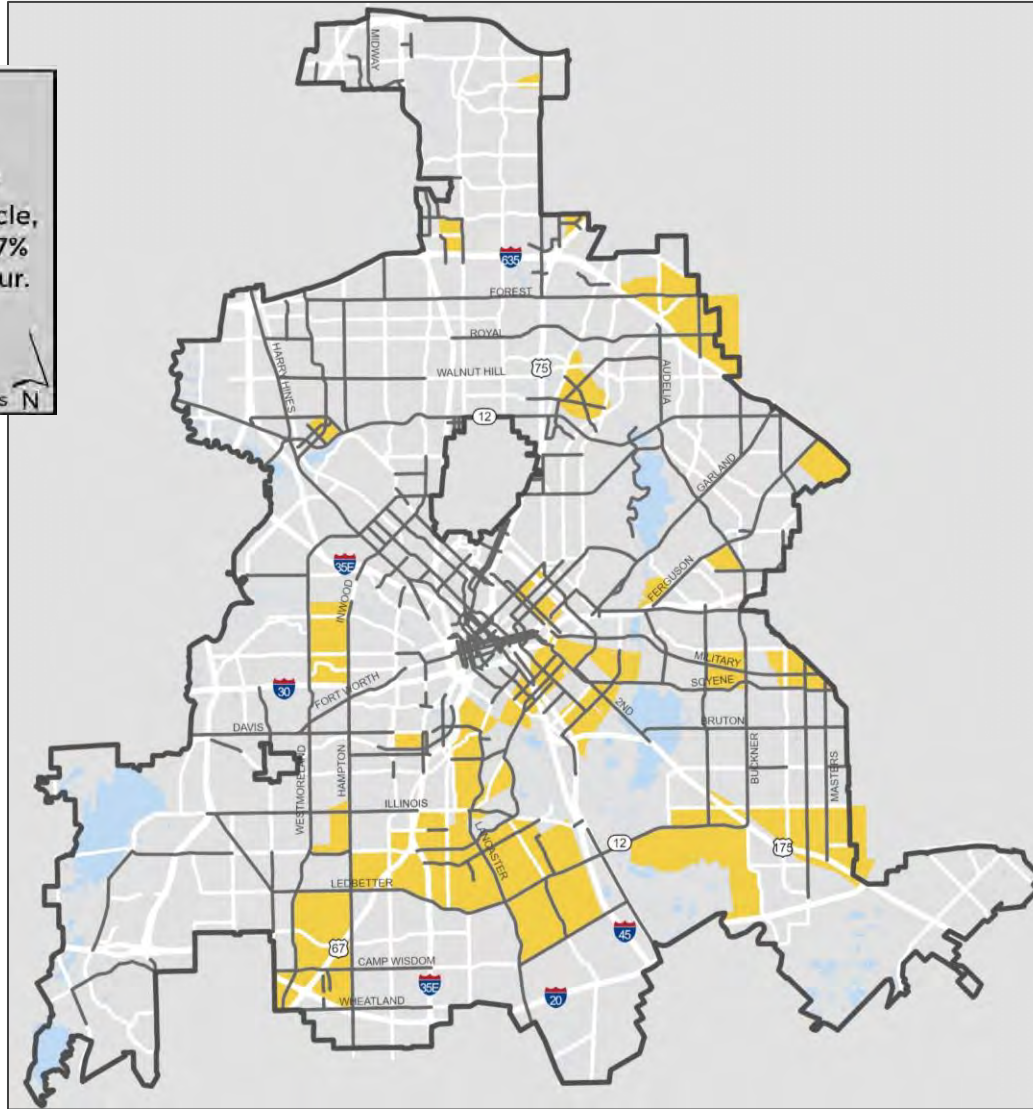 MIDWAY
cle,
7%
ur.
s N
635
FOREST
ROYAL
HARRY HINES
WALNUT HILL
75
AUDELIA
12
GARLAND
35E
INWOOD
FERGUSON
MILITARY
SCYENE
30
FORT WORTH
2ND
DAVIS
BRUTON
WESTMORELAND
HAMPTON
BUCKNER
MASTERS
ILLINOIS
LANCASTER
12
175
LEDBETTER
67
45
CAMP WISDOM
35E
20
WHEATLAND